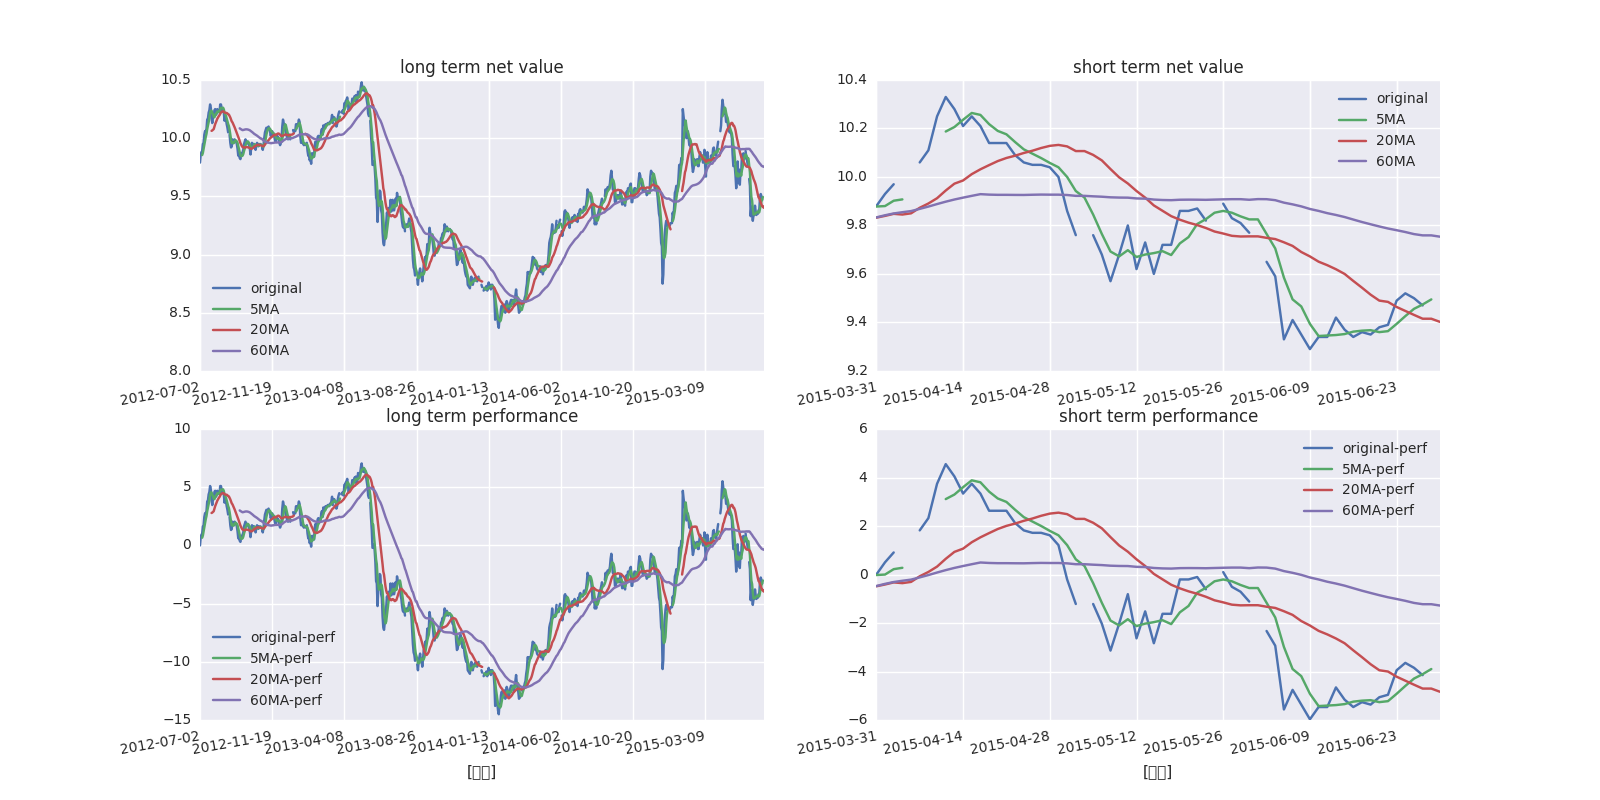 long term net value
10.5
10.0
9.5
9.0
8.5
8.0
original
5MA
20MA
60MA
2012-07-02
2012-11-19
2013-04-08
2013-08-26
2014-01-13
2014-06-02
2014-10-20
2015-03-09
short term net value
10.4
10.2
10.0
9.8
9.6
9.4
9.2
original
5MA
20MA
60MA
2015-03-31
2015-04-14
2015-04-28
2015-05-12
2015-05-26
2015-06-09
2015-06-23
long term performance
10
5
0
−5
−10
−15
original-perf
5MA-perf
20MA-perf
60MA-perf
2012-07-02
2012-11-19
2013-04-08
2013-08-26
2014-01-13
2014-06-02
2014-10-20
2015-03-09
short term performance
6
4
2
0
−2
−4
−6
original-perf
5MA-perf
20MA-perf
60MA-perf
2015-03-31
2015-04-14
2015-04-28
2015-05-12
2015-05-26
2015-06-09
2015-06-23